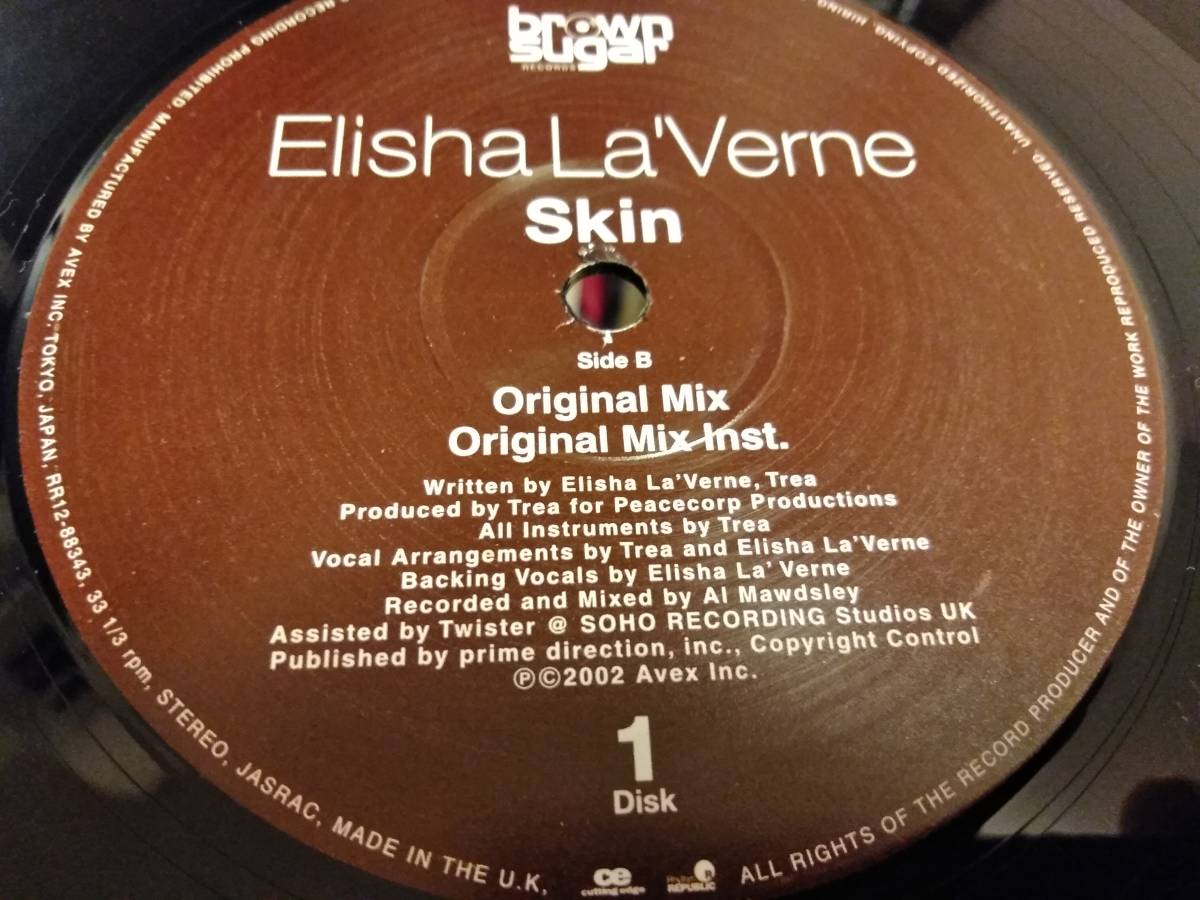 brown
sugar
RECORDS
Elisha La'Verne
Skin
Side B
Original Mix
Original Mix Inst.
Written by Elisha La'Verne, Trea
Produced by Trea for Peacecorp Productions
All Instruments by Trea
Vocal Arrangements by Trea and Elisha La'Verne
Backing Vocals by Elisha La' Verne
Recorded and Mixed by Al Mawdsley
Assisted by Twister @ SOHO RECORDING Studios UK
Published by prime direction, inc., Copyright Control
℗©2002 Avex Inc.
1
Disk
ce
cutting edge
REPUBLIC
ALL RIGHTS OF THE RECORD PRODUCER AND OF THE OWNER OF THE WORK REPRODUCED RESERVED. UNAUTHORIZED COPYING, HIRING,
RECORDING PROHIBITED. MANUFACTURED BY AVEX INC. TOKYO, JAPAN, RR12-88343, 33 1/3 rpm, STEREO, JASRAC, MADE IN THE U.K,